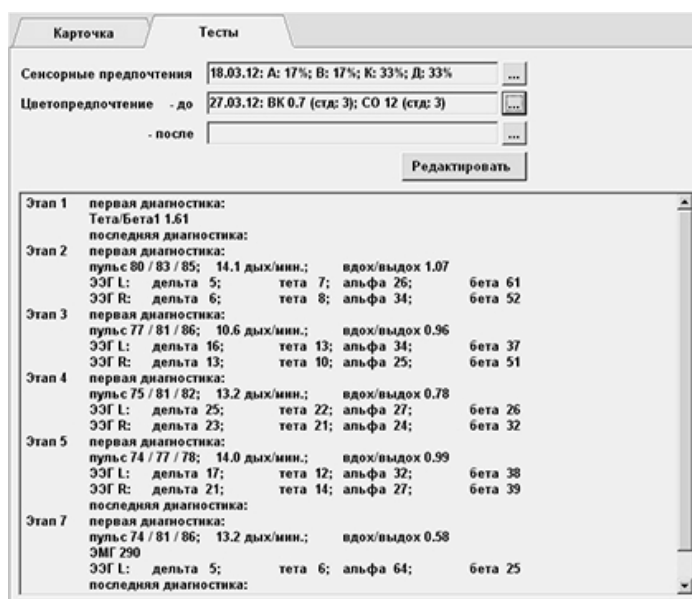 Карточка Тесты
Сенсорные предпочтения 18.03.12: А: 17%; В: 17%; К: 33%; Д: 33% ...
Цветопредпочтение - до 27.03.12: ВК 0.7 (стд: 3); СО 12 (стд: 3) ...
- после ...
Редактировать
Этап 1 первая диагностика:
Тета/Бета1 1.61
последняя диагностика:
Этап 2 первая диагностика:
пульс 80 / 83 / 85; 14.1 дых/мин.; вдох/выдох 1.07
ЭЭГ L: дельта 5; тета 7; альфа 26; бета 61
ЭЭГ R: дельта 6; тета 8; альфа 34; бета 52
Этап 3 первая диагностика:
пульс 77 / 81 / 86; 10.6 дых/мин.; вдох/выдох 0.96
ЭЭГ L: дельта 16; тета 13; альфа 34; бета 37
ЭЭГ R: дельта 13; тета 10; альфа 25; бета 51
Этап 4 первая диагностика:
пульс 75 / 81 / 82; 13.2 дых/мин.; вдох/выдох 0.78
ЭЭГ L: дельта 25; тета 22; альфа 27; бета 26
ЭЭГ R: дельта 23; тета 21; альфа 24; бета 32
Этап 5 первая диагностика:
пульс 74 / 77 / 78; 14.0 дых/мин.; вдох/выдох 0.99
ЭЭГ L: дельта 17; тета 12; альфа 32; бета 38
ЭЭГ R: дельта 21; тета 14; альфа 27; бета 39
последняя диагностика:
Этап 7 первая диагностика:
пульс 74 / 81 / 86; 13.2 дых/мин.; вдох/выдох 0.58
ЭМГ 290
ЭЭГ L: дельта 5; тета 6; альфа 64; бета 25
последняя диагностика: